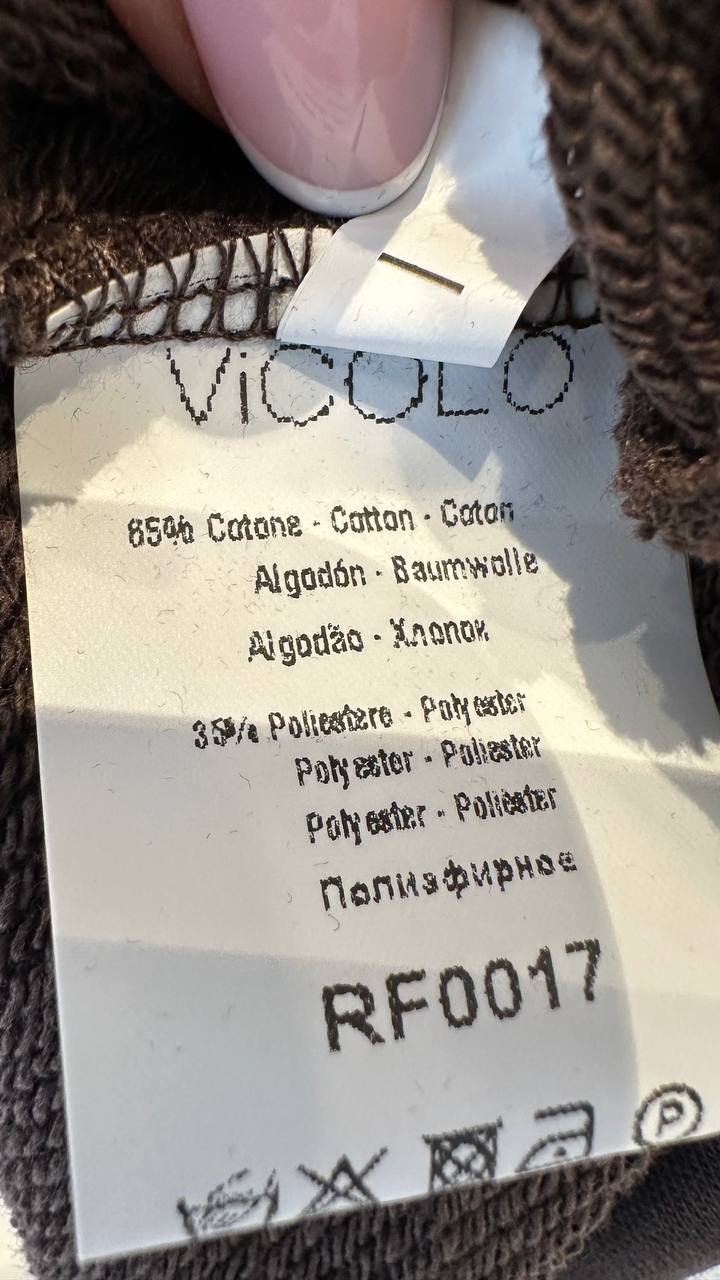 ViCOLO
65% Cotone - Cotton - Coton
Algodón - Baumwolle
Algodão - Хлопок
35% Poliestere - Polyester
Polyester - Poliester
Polyester - Poliéster
Полиэфирное
RF0017
P